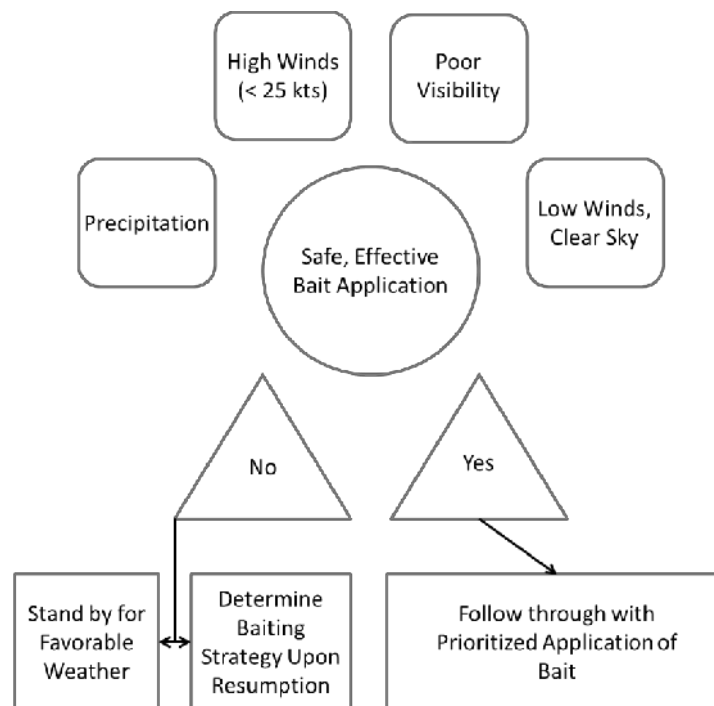 High Winds
(< 25 kts)
Poor
Visibility
Precipitation
Low Winds,
Clear Sky
Safe, Effective
Bait Application
No
Yes
Stand by for
Favorable
Weather
Determine
Baiting
Strategy Upon
Resumption
Follow through with
Prioritized Application of
Bait